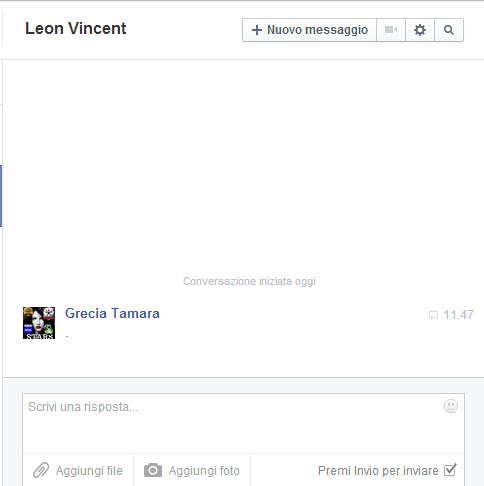 Leon Vincent
Nuovo messaggio
Conversazione iniziata oggi
Grecia Tamara
11.47
.
Scrivi una risposta...
Aggiungi file
Aggiungi foto
Premi Invio per inviare